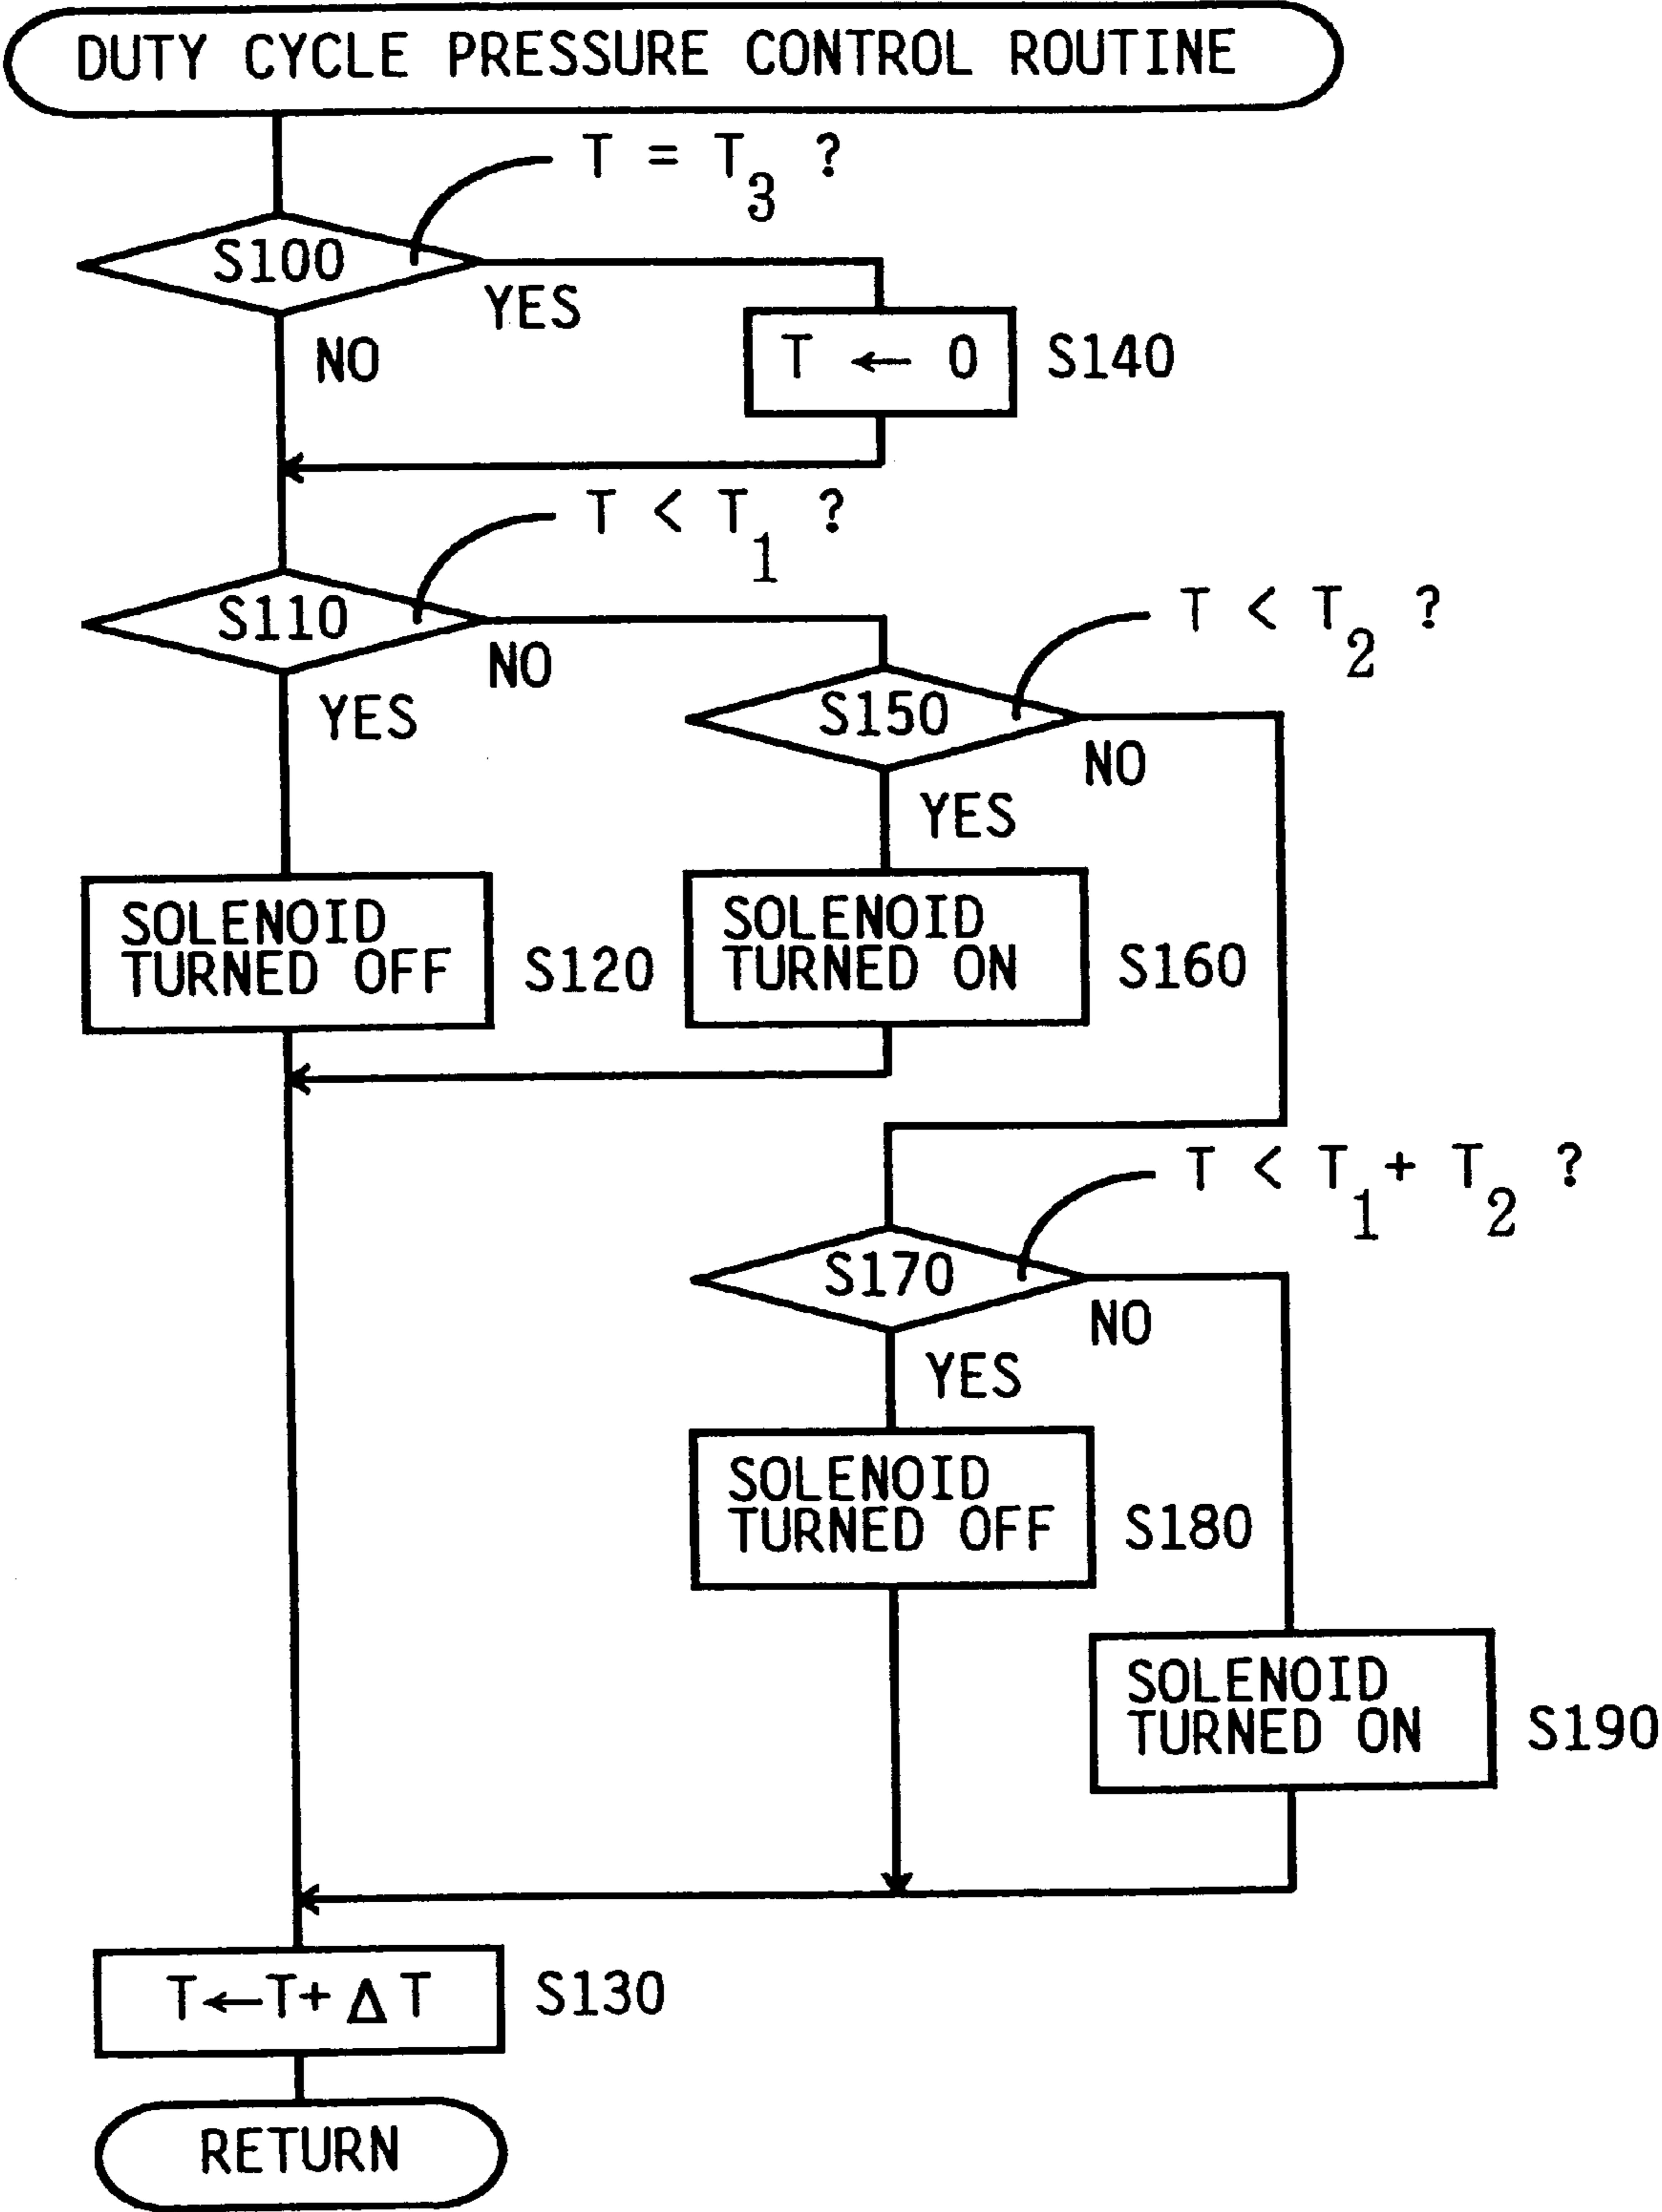 DUTY CYCLE PRESSURE CONTROL ROUTINE
T = T3 ?
S100
YES
NO
T ← 0
S140
T < T1 ?
S110
NO
YES
T < T2 ?
S150
NO
YES
SOLENOID
TURNED OFF
S120
SOLENOID
TURNED ON
S160
T < T1 + T2 ?
S170
NO
YES
SOLENOID
TURNED OFF
S180
SOLENOID
TURNED ON
S190
T←T+ΔT
S130
RETURN